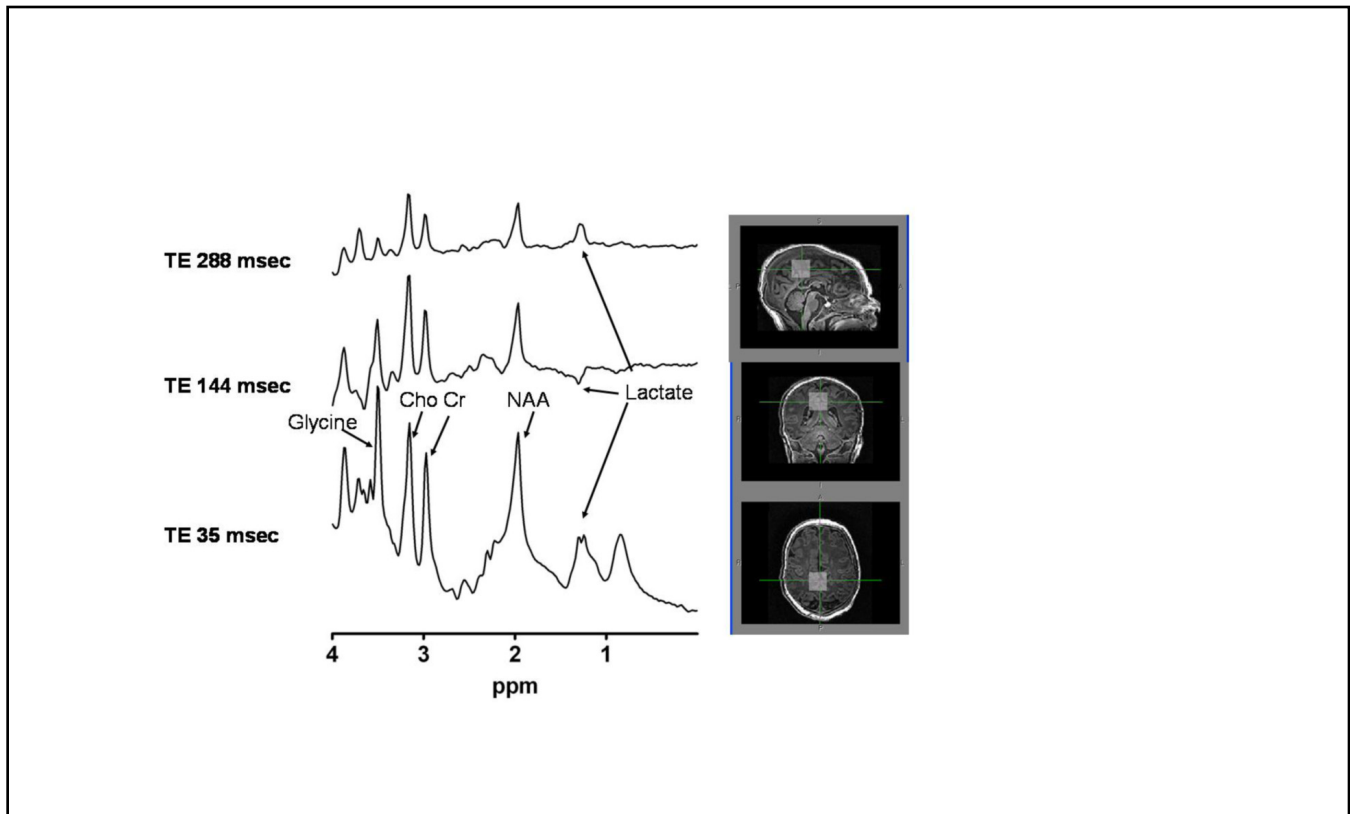 TE 288 msec
TE 144 msec
Glycine
Cho Cr
NAA
Lactate
TE 35 msec
4 3 2 1
ppm